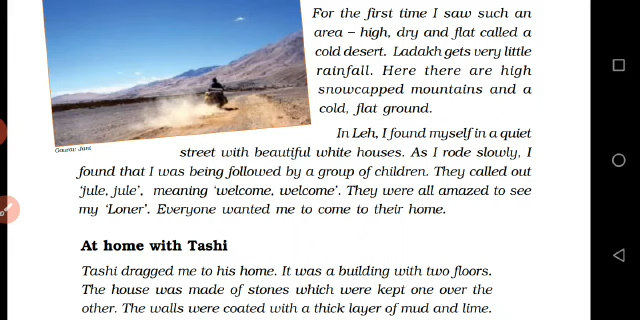 For the first time I saw such an
area – high, dry and flat called a
cold desert. Ladakh gets very little
rainfall. Here there are high
snowcapped mountains and a
cold, flat ground.
Gaurav Jani
In Leh, I found myself in a quiet
street with beautiful white houses. As I rode slowly, I
found that I was being followed by a group of children. They called out
‘jule, jule’, meaning ‘welcome, welcome’. They were all amazed to see
my ‘Loner’. Everyone wanted me to come to their home.
At home with Tashi
Tashi dragged me to his home. It was a building with two floors.
The house was made of stones which were kept one over the
other. The walls were coated with a thick layer of mud and lime.